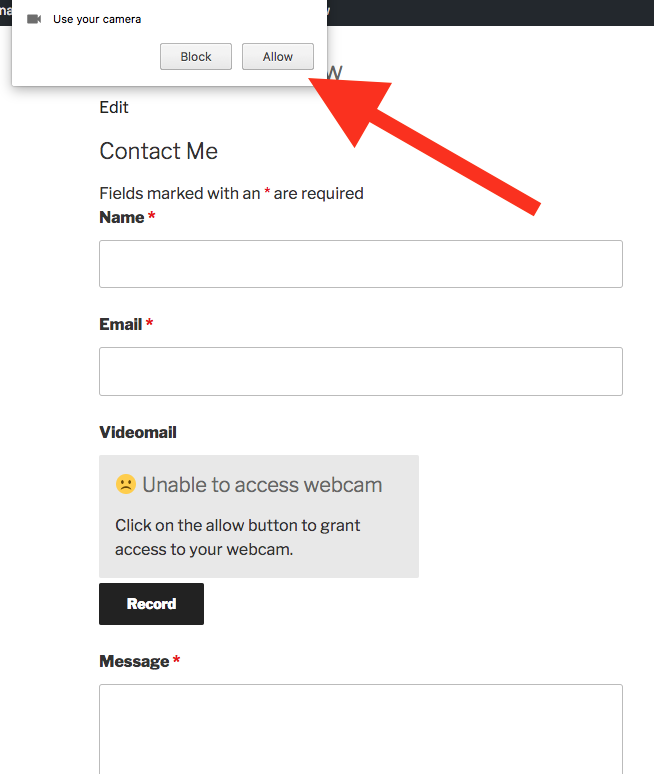 Use your camera
Block
Allow
Edit
Contact Me
Fields marked with an * are required
Name *
Email *
Videomail
Unable to access webcam
Click on the allow button to grant
access to your webcam.
Record
Message *